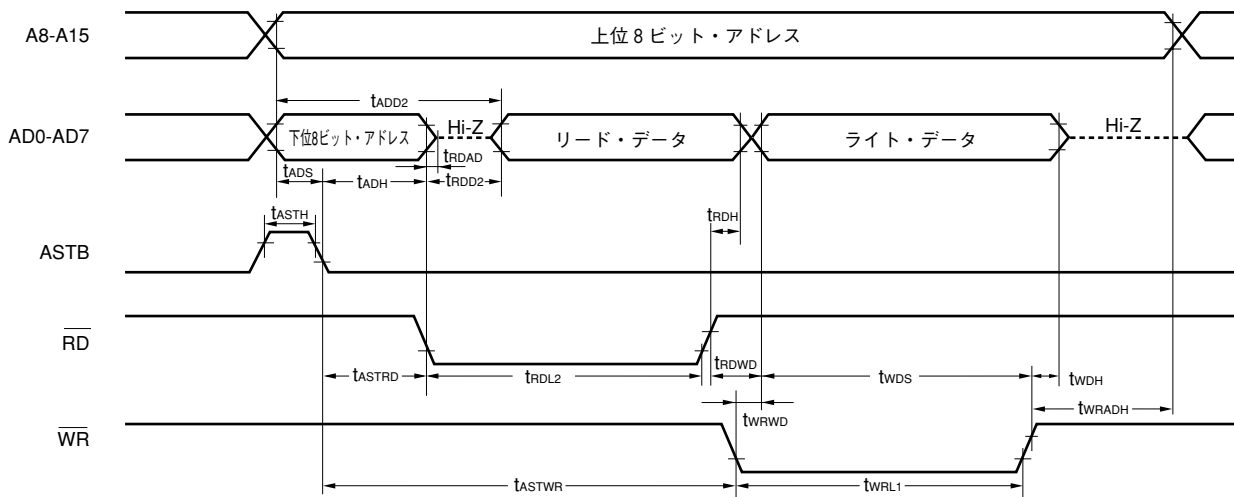 A8-A15
上位 8 ビット・アドレス
tADD2
AD0-AD7
下位8ビット・アドレス
Hi-Z
リード・データ
ライト・データ
Hi-Z
tRDAD
tADS
tADH
tRDD2
tASTH
tRDH
ASTB
RD
tASTRD
tRDL2
tRDWD
tWDS
tWDH
tWRWD
tWRADH
WR
tASTWR
tWRL1